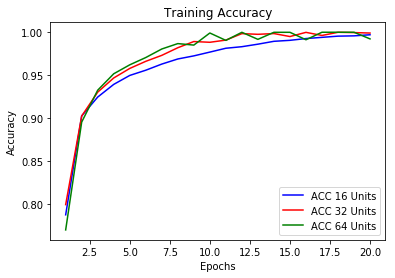 Training Accuracy
Accuracy
1.00
0.95
0.90
0.85
0.80
ACC 16 Units
ACC 32 Units
ACC 64 Units
2.5 5.0 7.5 10.0 12.5 15.0 17.5 20.0
Epochs